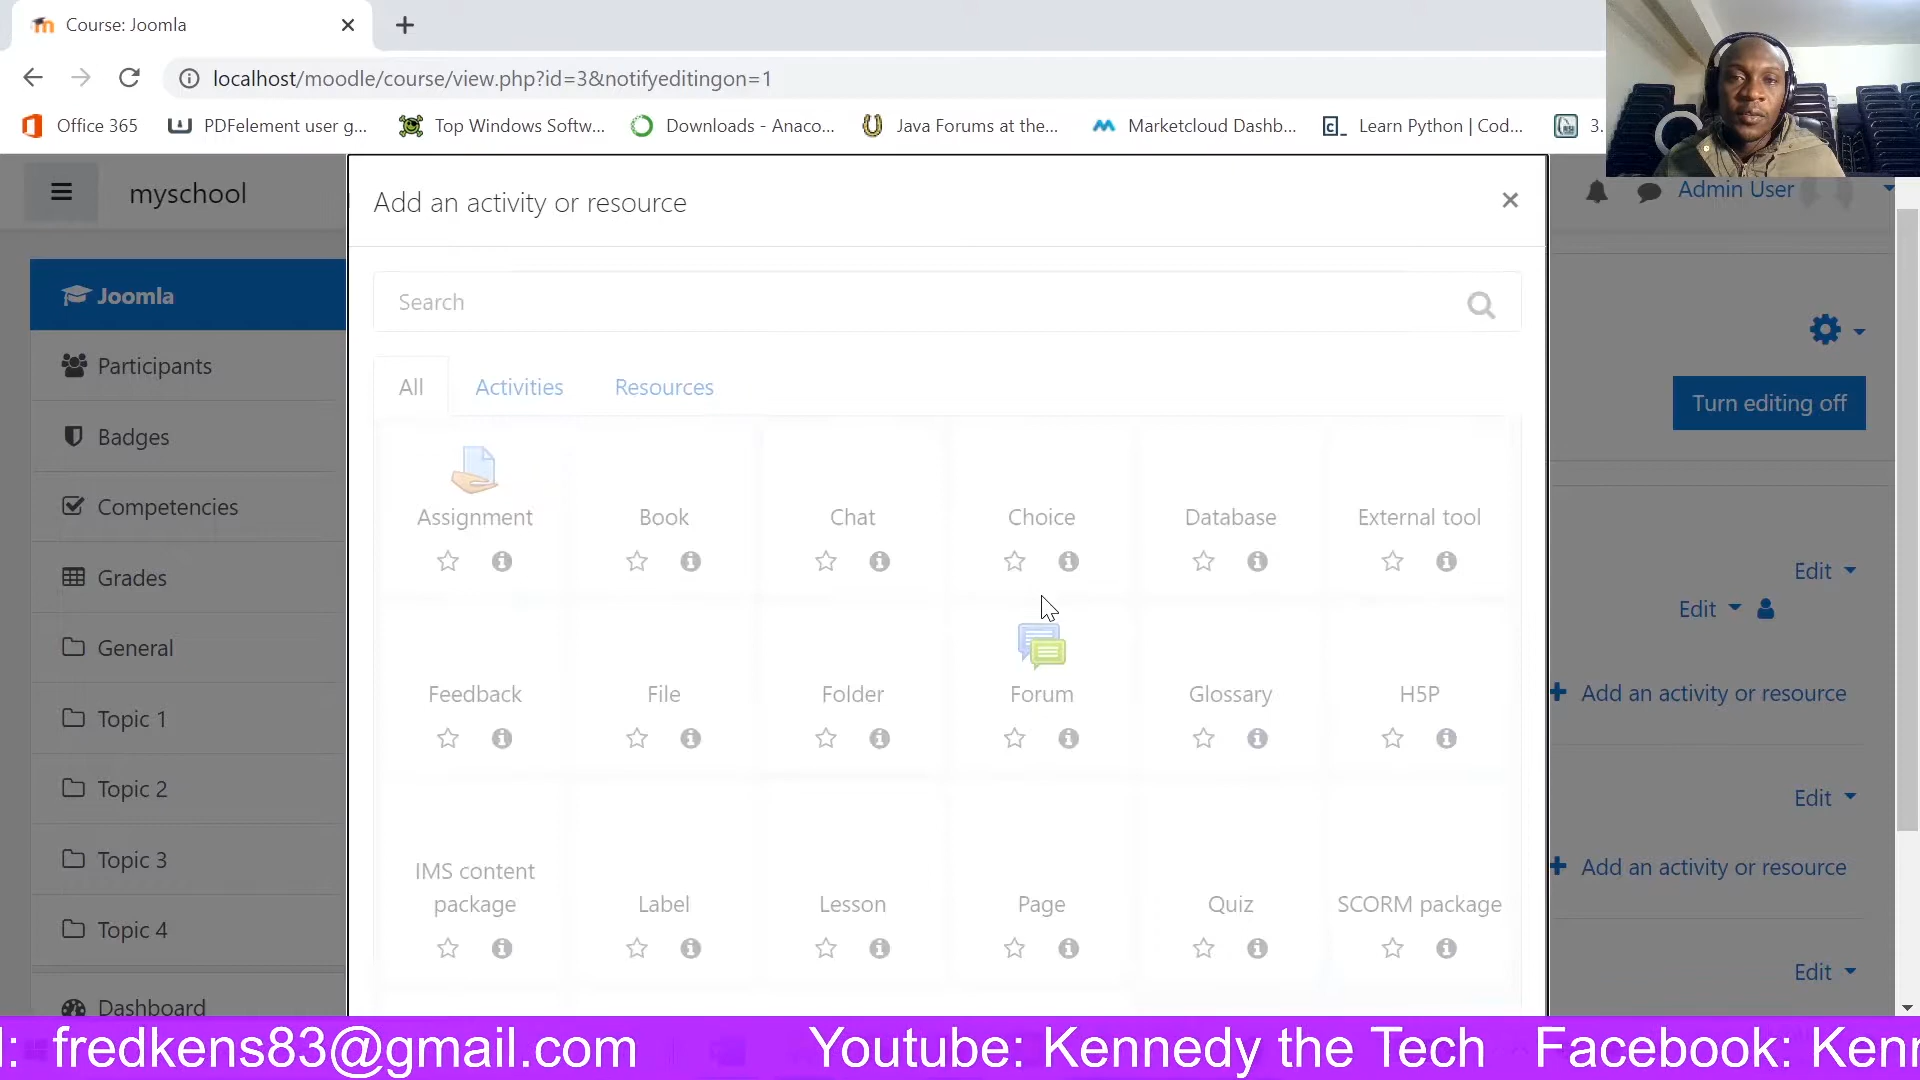 Course: Joomla
localhost/moodle/course/view.php?id=3&notifyeditingon=1
Office 365
PDFelement user g...
Top Windows Softw...
Downloads - Anaco...
Java Forums at the...
Marketcloud Dashb...
Learn Python | Cod...
3.
myschool
Admin User
Add an activity or resource
Search
All
Activities
Resources
Joomla
Participants
Badges
Competencies
Grades
General
Topic 1
Topic 2
Topic 3
Topic 4
Dashboard
Assignment
Book
Chat
Choice
Database
External tool
Feedback
File
Folder
Forum
Glossary
H5P
IMS content
package
Label
Lesson
Page
Quiz
SCORM package
Turn editing off
Edit
Edit
Add an activity or resource
Edit
Add an activity or resource
Edit
l: fredkens83@gmail.com
Youtube: Kennedy the Tech
Facebook: Kenn